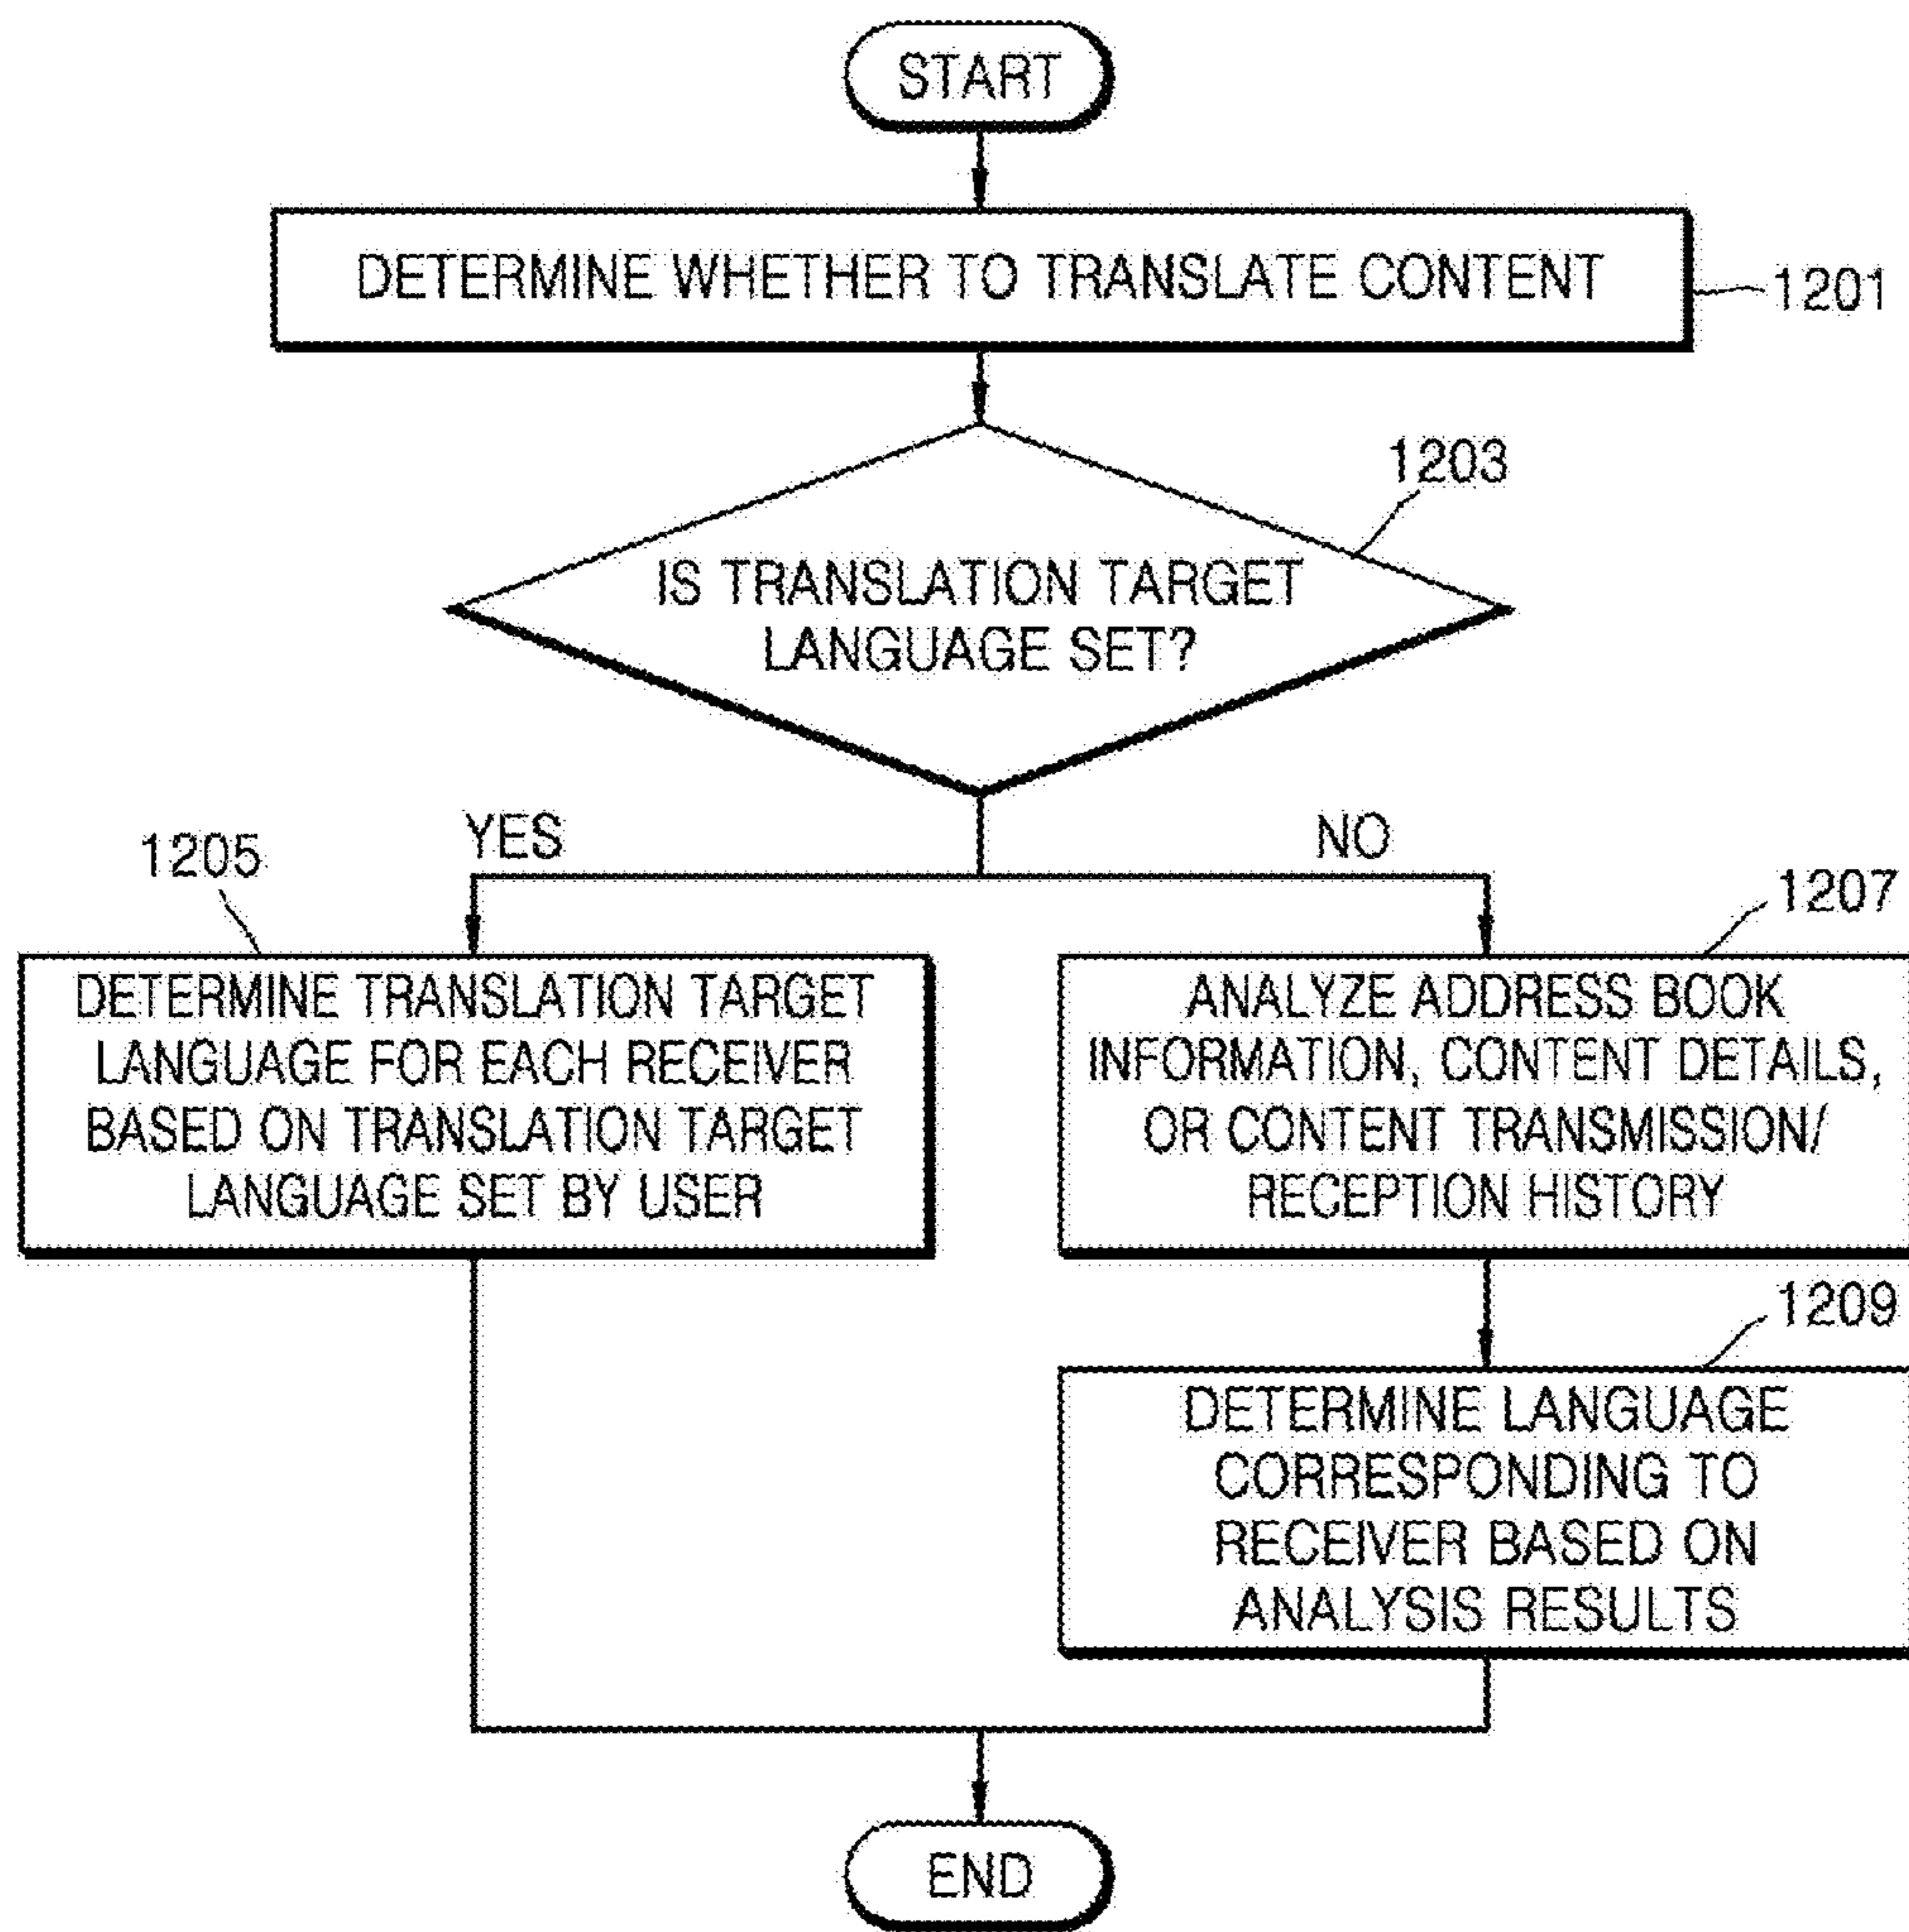 START
DETERMINE WHETHER TO TRANSLATE CONTENT
1201
1203
IS TRANSLATION TARGET
LANGUAGE SET?
YES
NO
1205
DETERMINE TRANSLATION TARGET
LANGUAGE FOR EACH RECEIVER
BASED ON TRANSLATION TARGET
LANGUAGE SET BY USER
1207
ANALYZE ADDRESS BOOK
INFORMATION, CONTENT DETAILS,
OR CONTENT TRANSMISSION/
RECEPTION HISTORY
1209
DETERMINE LANGUAGE
CORRESPONDING TO
RECEIVER BASED ON
ANALYSIS RESULTS
END